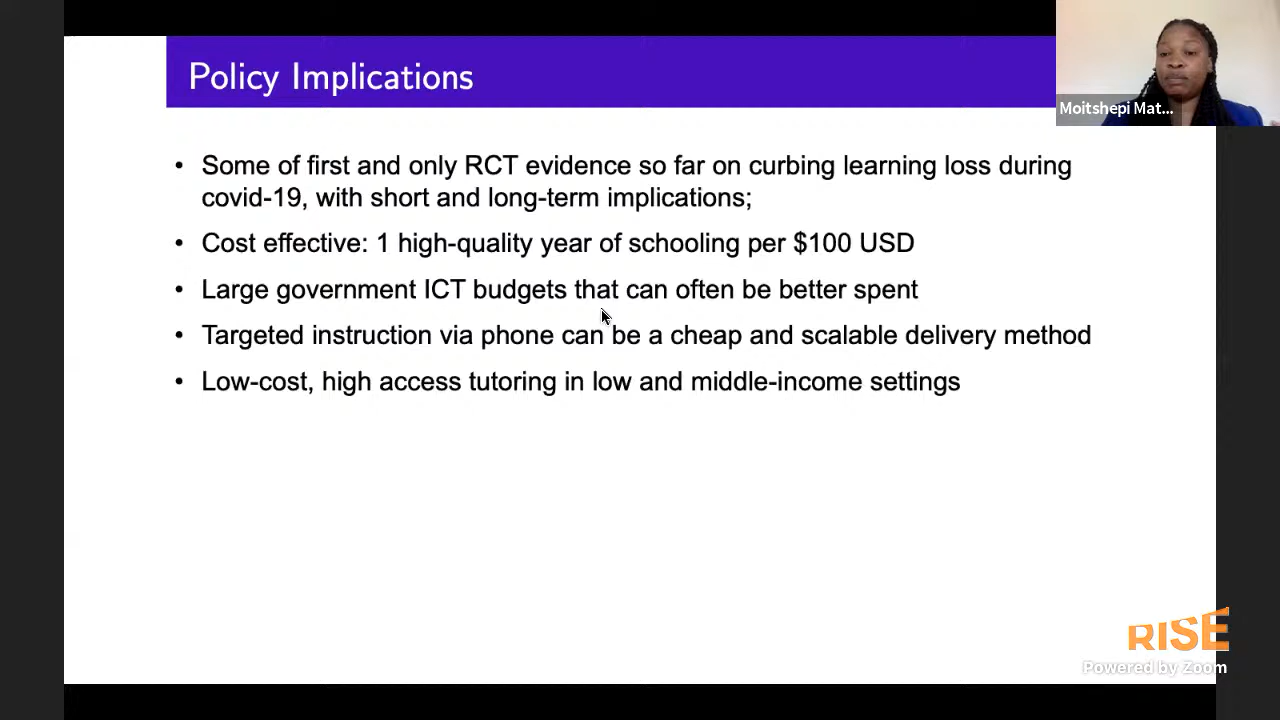 Policy Implications
Moitshepi Mat...
• Some of first and only RCT evidence so far on curbing learning loss during
covid-19, with short and long-term implications;
• Cost effective: 1 high-quality year of schooling per $100 USD
• Large government ICT budgets that can often be better spent
• Targeted instruction via phone can be a cheap and scalable delivery method
• Low-cost, high access tutoring in low and middle-income settings
RISE
Powered by Zoom